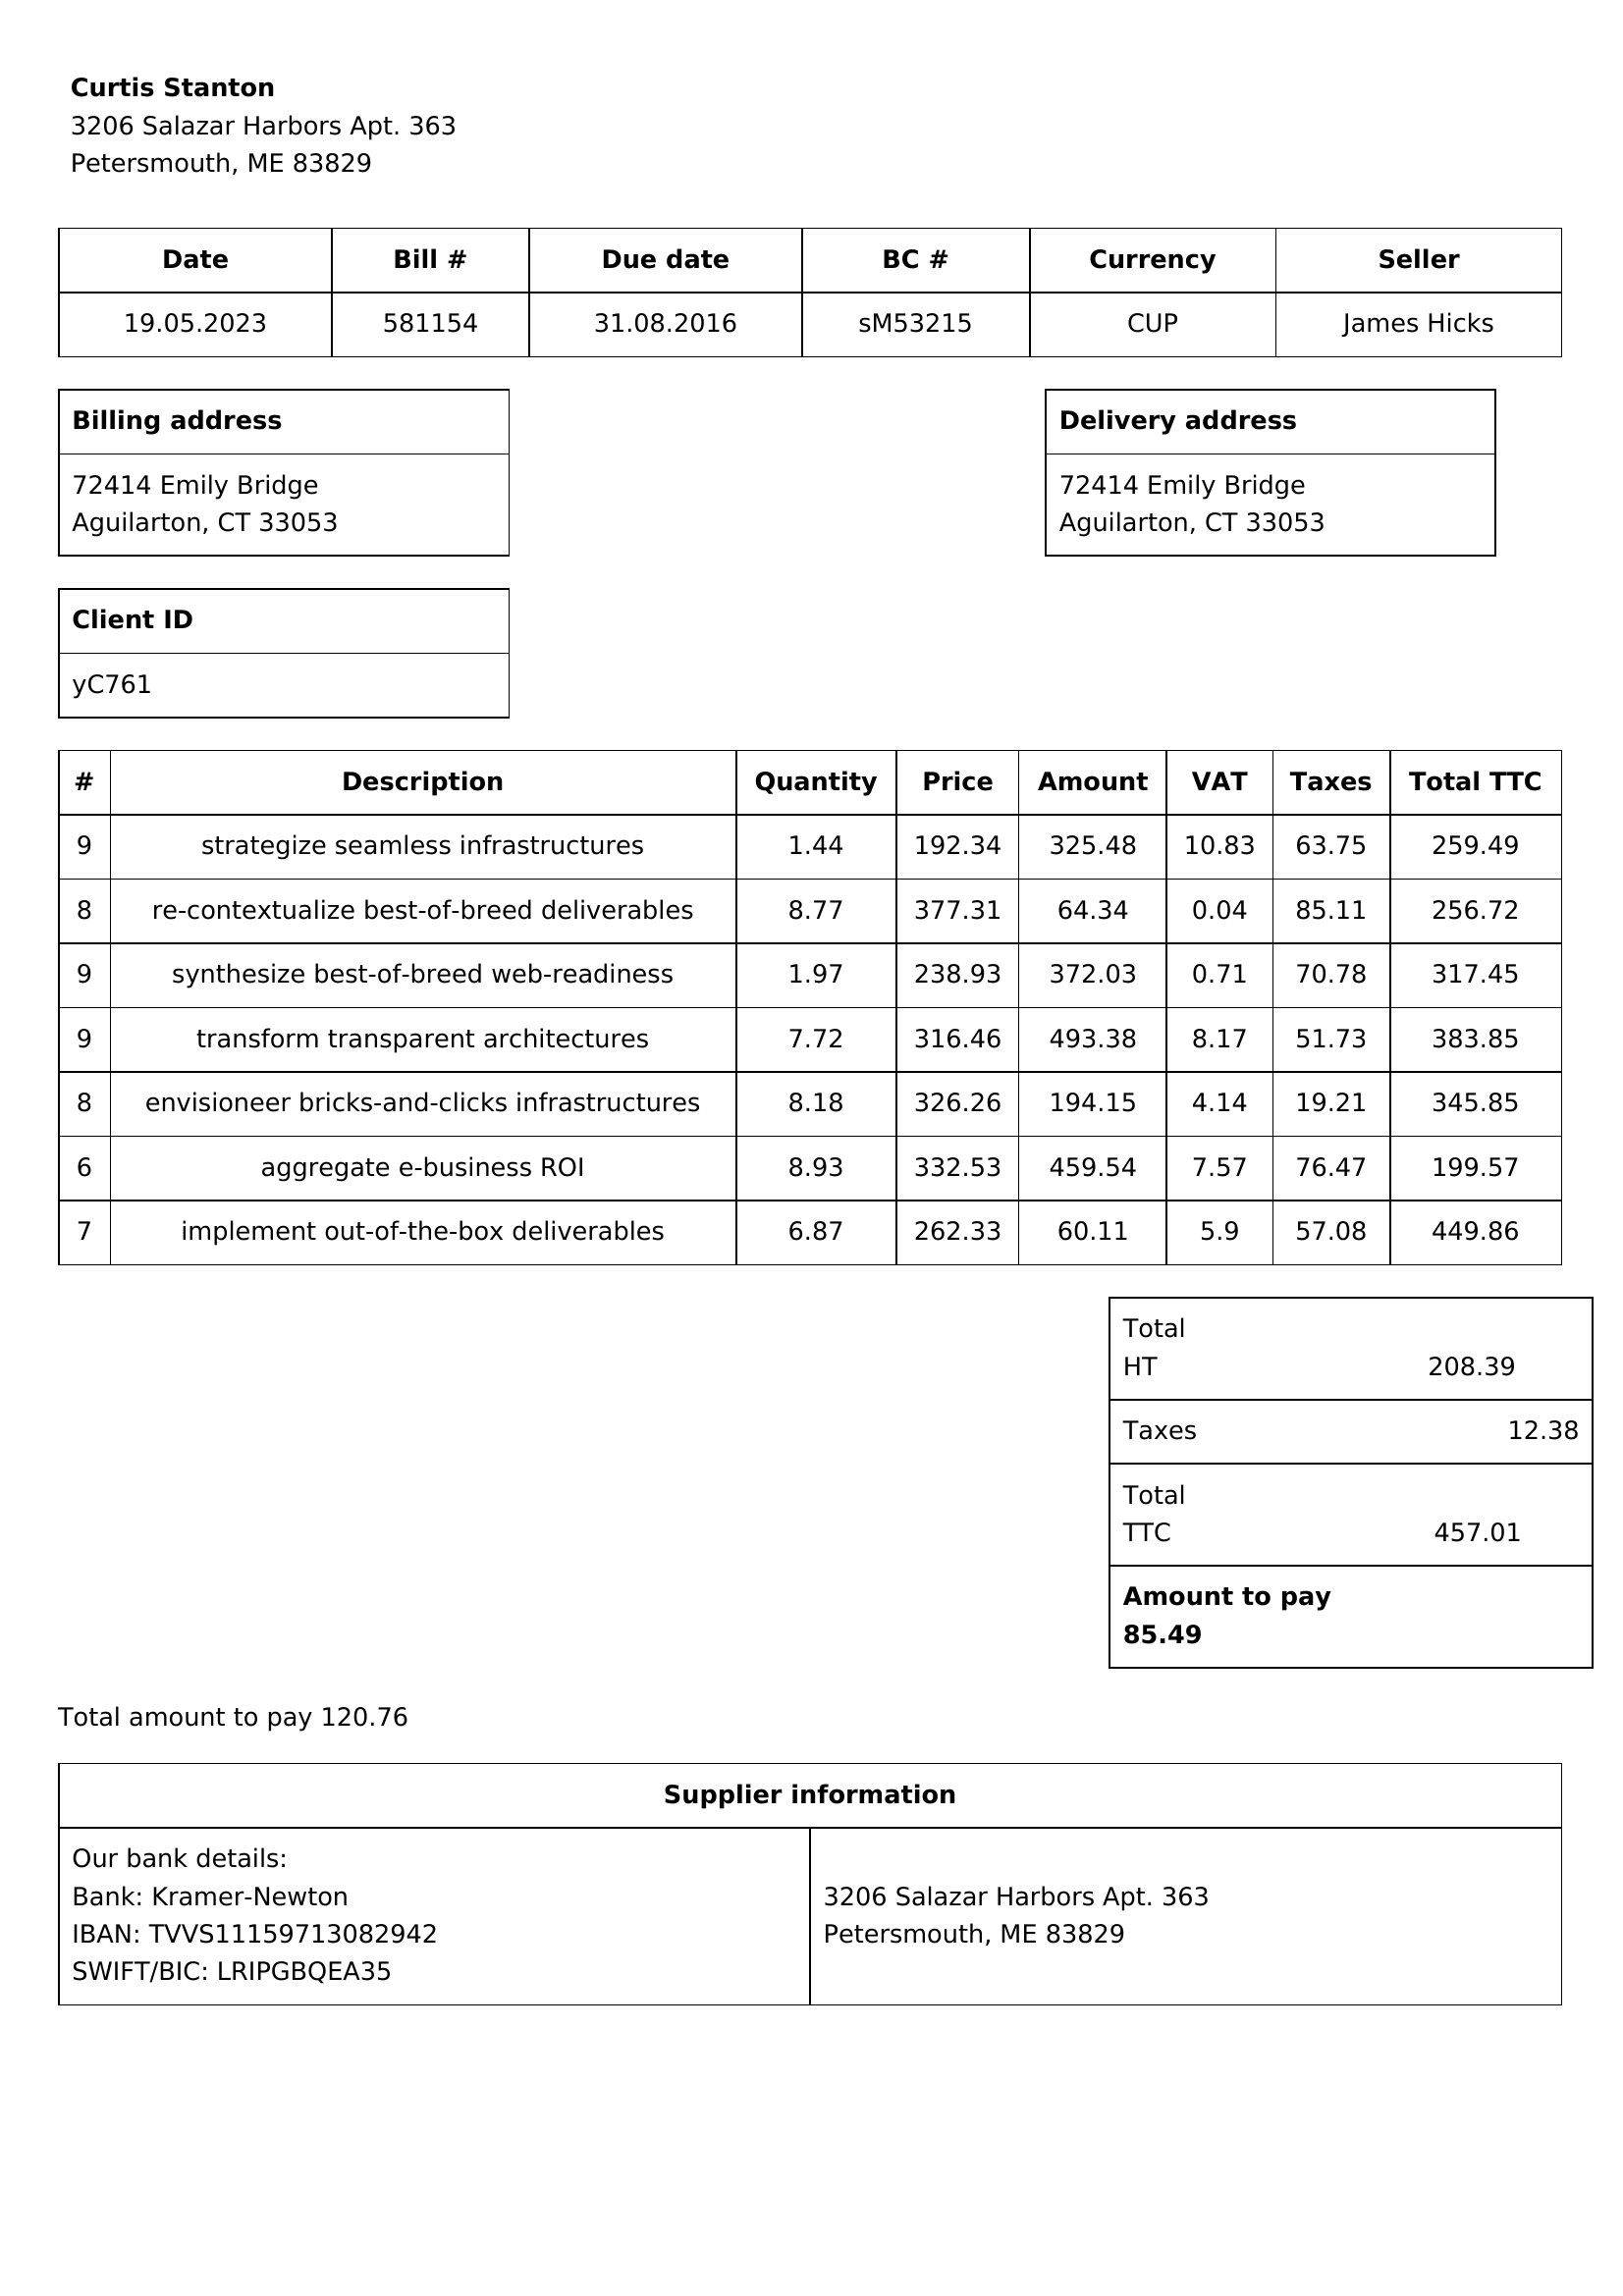 Curtis Stanton
3206 Salazar Harbors Apt. 363
Petersmouth, ME 83829
Date Bill # Due date BC # Currency Seller
19.05.2023 581154 31.08.2016 sM53215 CUP James Hicks
Billing address
72414 Emily Bridge
Aguilarton, CT 33053
Delivery address
72414 Emily Bridge
Aguilarton, CT 33053
Client ID
yC761
# Description Quantity Price Amount VAT Taxes Total TTC
9 strategize seamless infrastructures 1.44 192.34 325.48 10.83 63.75 259.49
8 re-contextualize best-of-breed deliverables 8.77 377.31 64.34 0.04 85.11 256.72
9 synthesize best-of-breed web-readiness 1.97 238.93 372.03 0.71 70.78 317.45
9 transform transparent architectures 7.72 316.46 493.38 8.17 51.73 383.85
8 envisioneer bricks-and-clicks infrastructures 8.18 326.26 194.15 4.14 19.21 345.85
6 aggregate e-business ROI 8.93 332.53 459.54 7.57 76.47 199.57
7 implement out-of-the-box deliverables 6.87 262.33 60.11 5.9 57.08 449.86
Total
HT 208.39
Taxes 12.38
Total
TTC 457.01
Amount to pay
85.49
Total amount to pay 120.76
Supplier information
Our bank details:
Bank: Kramer-Newton
IBAN: TVVS11159713082942
SWIFT/BIC: LRIPGBQEA35
3206 Salazar Harbors Apt. 363
Petersmouth, ME 83829